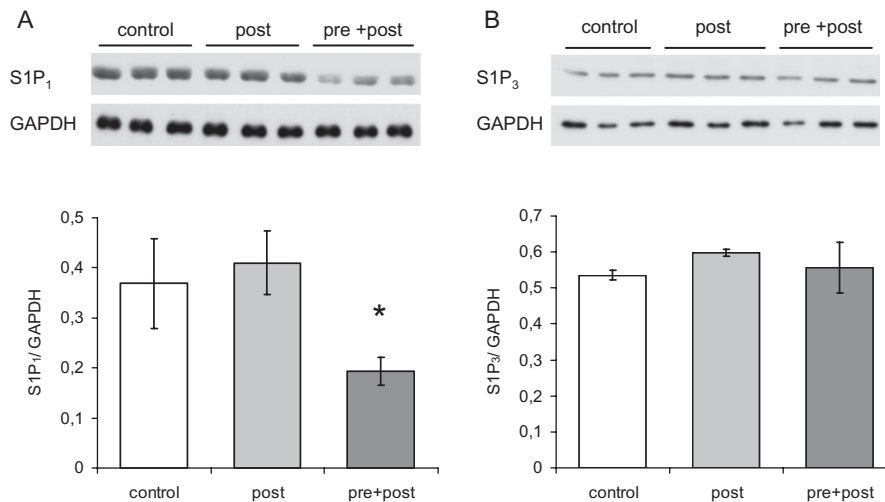 A
control post pre +post
S1P₁
GAPDH
S1P₁/ GAPDH
0,5
0,4
0,3
0,2
0,1
0
*
control post pre+post
B
control post pre +post
S1P₃
GAPDH
S1P₃/ GAPDH
0,7
0,6
0,5
0,4
0,3
0,2
0,1
0
control post pre+post